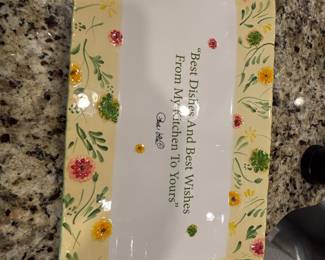 "Best Dishes And Best Wishes
From My Kitchen To Yours"